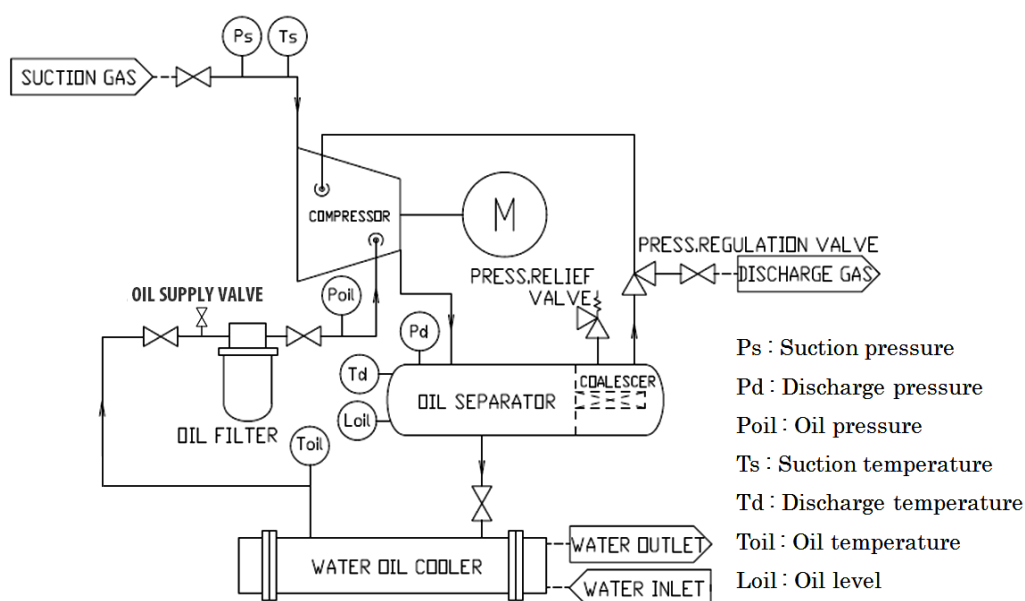 Ps
Ts
SUCTION GAS
COMPRESSOR
M
PRESS.REGULATION VALVE
DISCHARGE GAS
PRESS.RELIEF
VALVE
OIL SUPPLY VALVE
Poil
Pd
Td
Loil
OIL SEPARATOR
COALESCER
OIL FILTER
Toil
WATER OIL COOLER
WATER OUTLET
WATER INLET
Ps : Suction pressure
Pd : Discharge pressure
Poil : Oil pressure
Ts : Suction temperature
Td : Discharge temperature
Toil : Oil temperature
Loil : Oil level